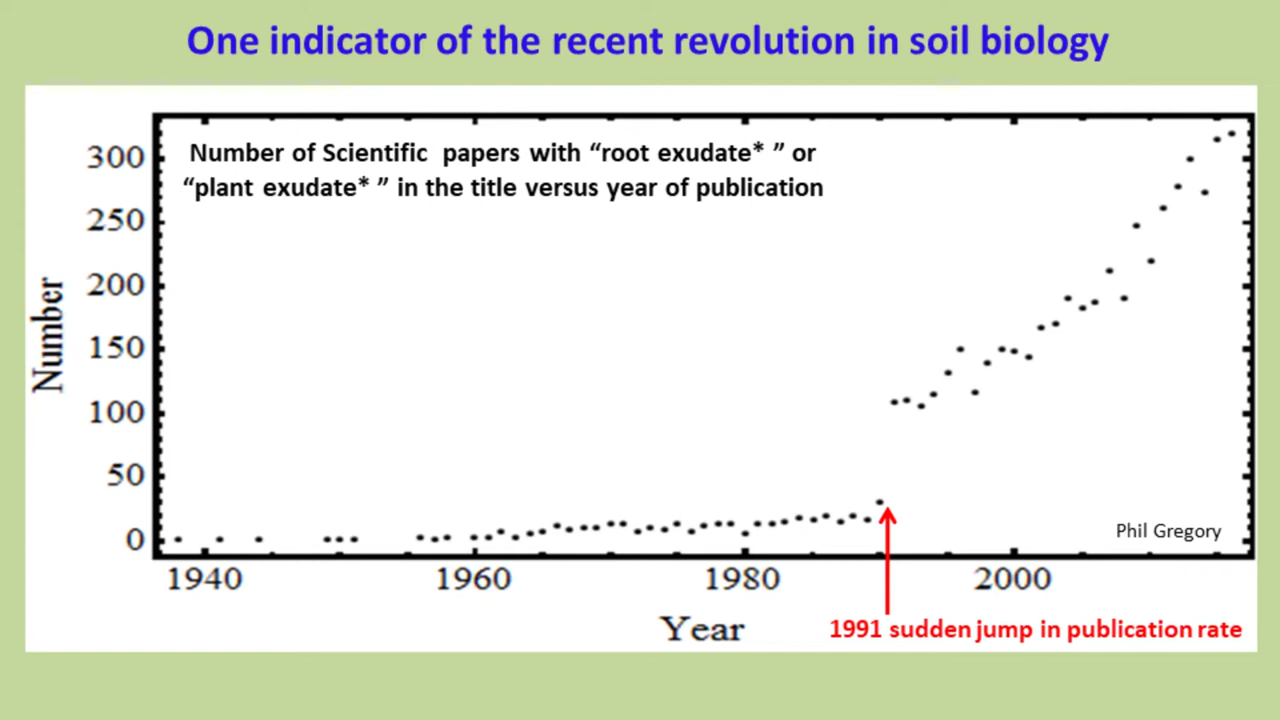 One indicator of the recent revolution in soil biology
Number of Scientific papers with “root exudate* ” or
“plant exudate* ” in the title versus year of publication
300
250
200
150
100
50
0
Number
Phil Gregory
1940 1960 1980 2000
Year
1991 sudden jump in publication rate